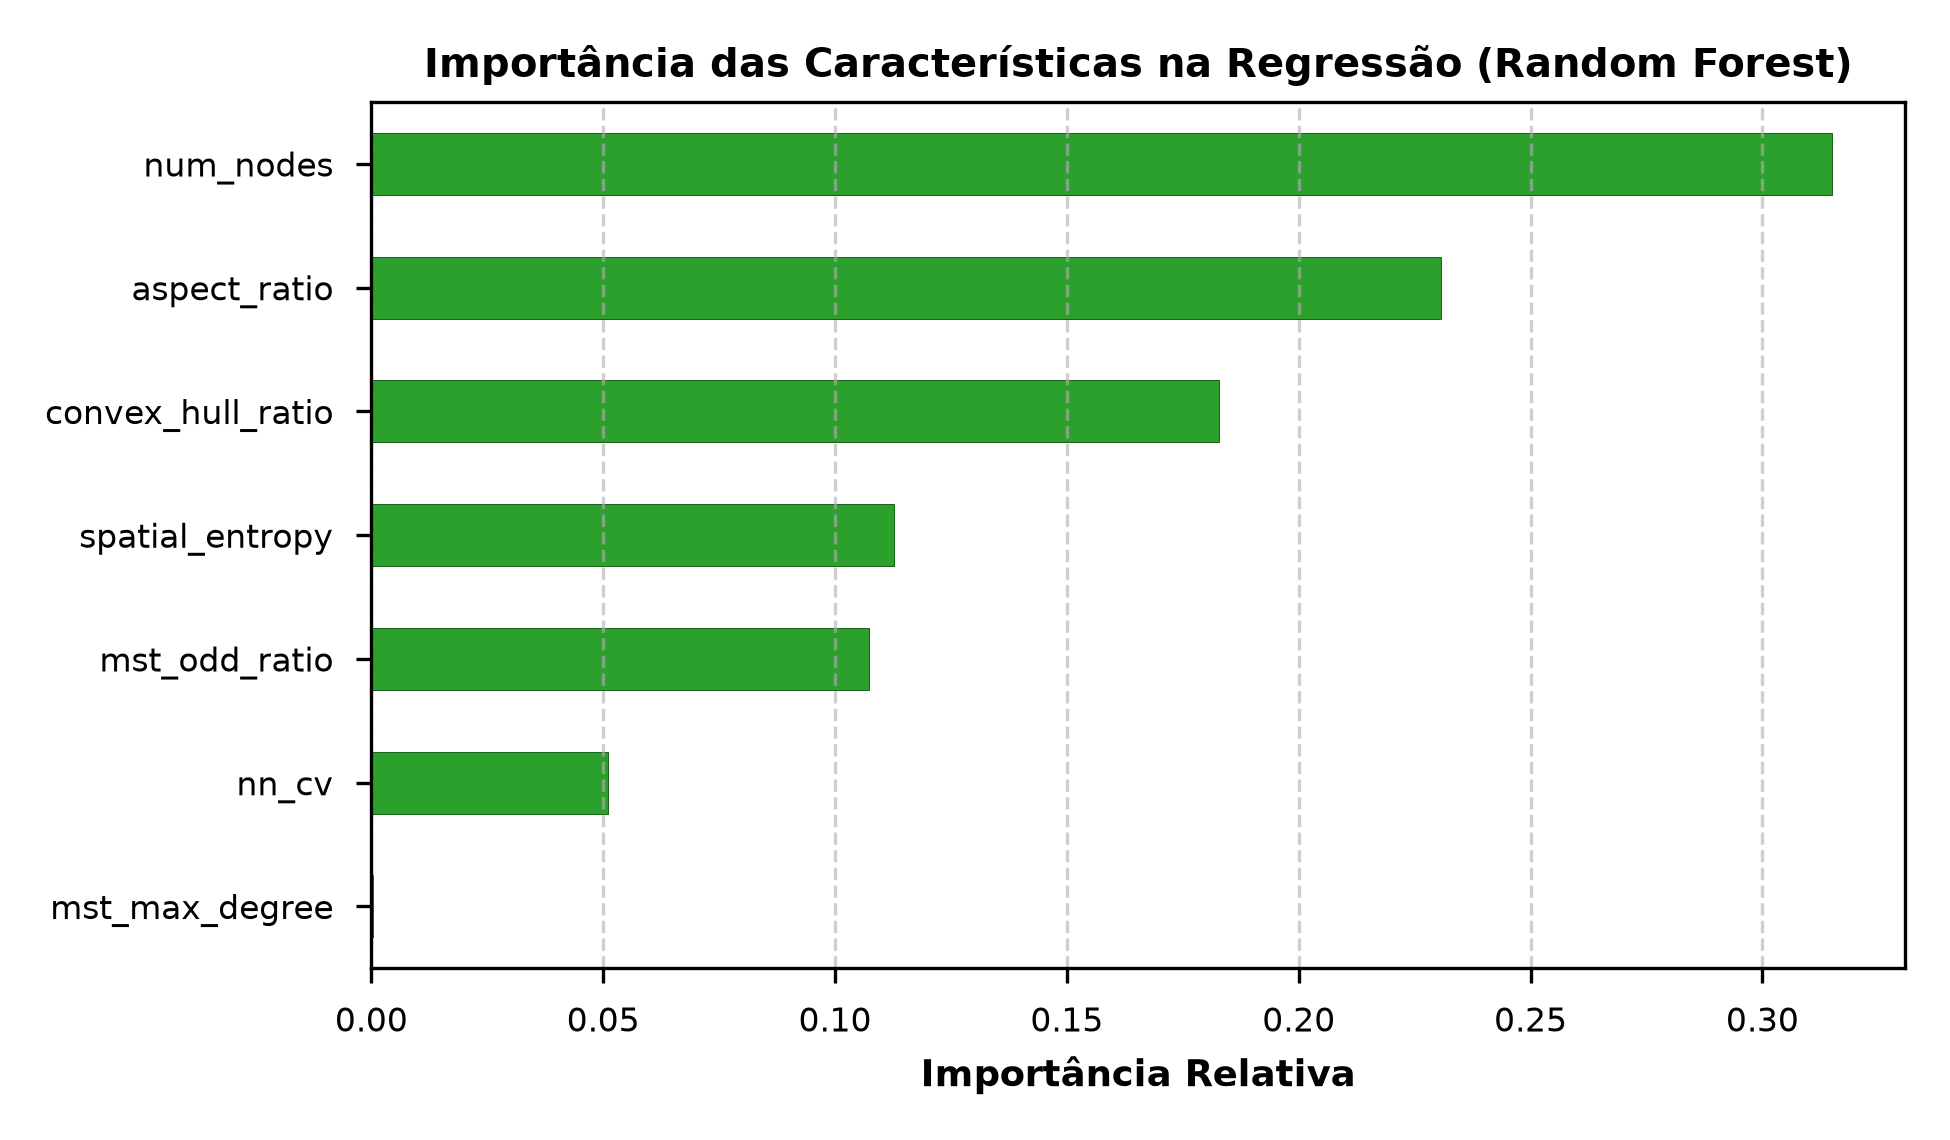 Importância das Características na Regressão (Random Forest)
num_nodes
aspect_ratio
convex_hull_ratio
spatial_entropy
mst_odd_ratio
nn_cv
mst_max_degree
0.00 0.05 0.10 0.15 0.20 0.25 0.30
Importância Relativa